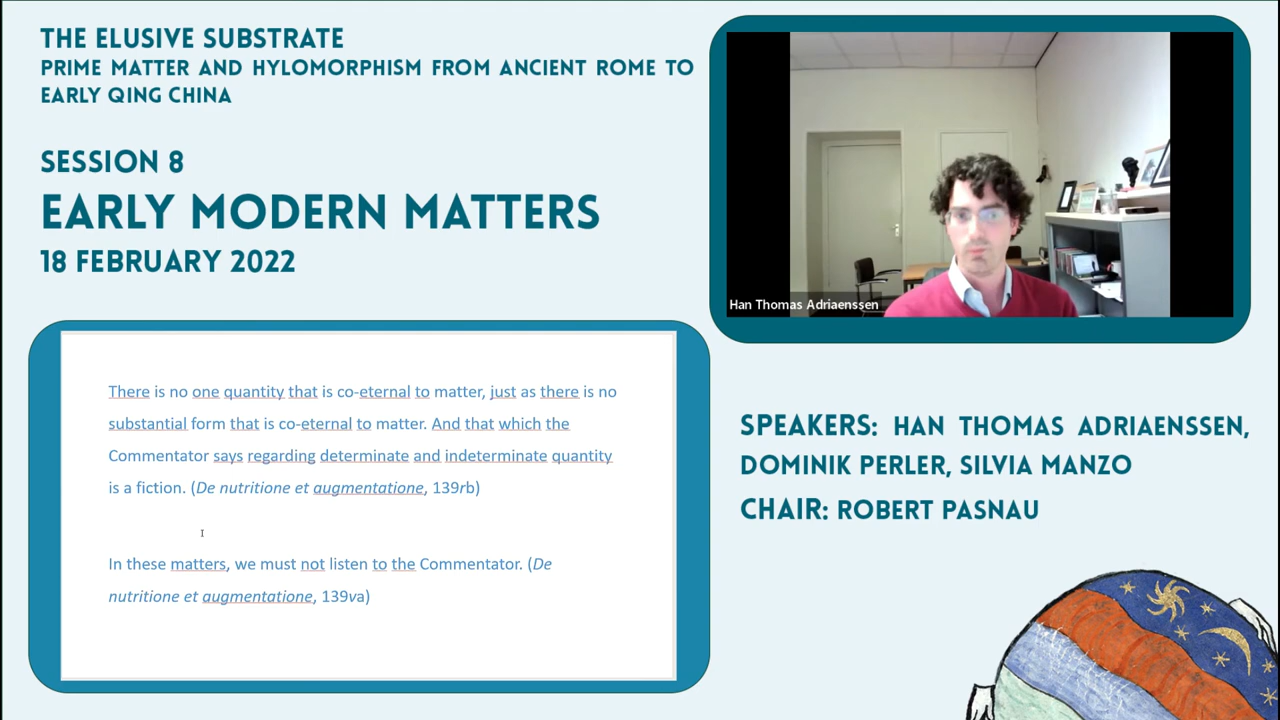 THE ELUSIVE SUBSTRATE
PRIME MATTER AND HYLOMORPHISM FROM ANCIENT ROME TO
EARLY QING CHINA
SESSION 8
EARLY MODERN MATTERS
18 FEBRUARY 2022
Han Thomas Adriaenssen
There is no one quantity that is co-eternal to matter, just as there is no
substantial form that is co-eternal to matter. And that which the
Commentator says regarding determinate and indeterminate quantity
is a fiction. (De nutritione et augmentatione, 139rb)
In these matters, we must not listen to the Commentator. (De
nutritione et augmentatione, 139va)
SPEAKERS: HAN THOMAS ADRIAENSSEN,
DOMINIK PERLER, SILVIA MANZO
CHAIR: ROBERT PASNAU